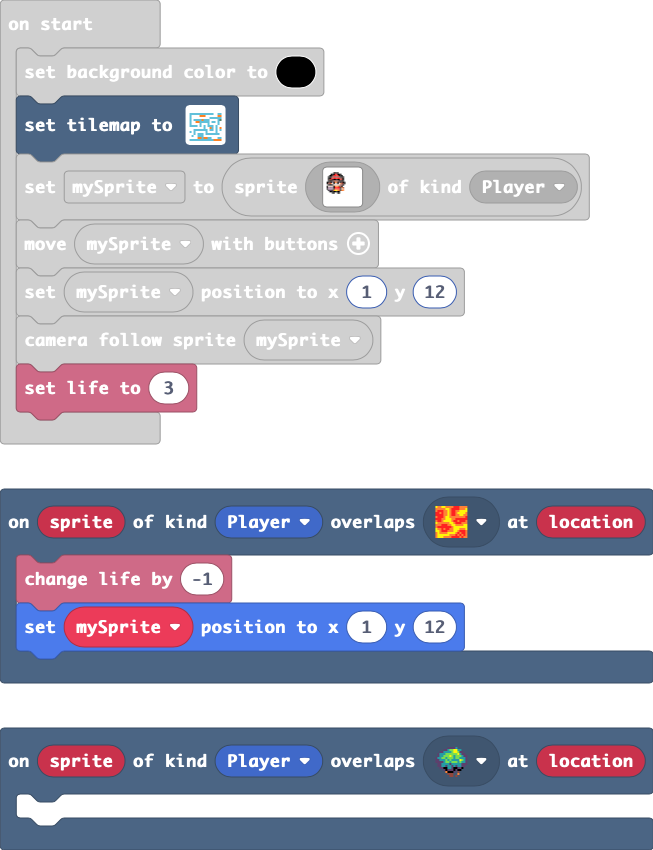 on start
set background color to
set tilemap to
set mySprite to sprite of kind Player
move mySprite with buttons
set mySprite position to x 1 y 12
camera follow sprite mySprite
set life to 3
on sprite of kind Player overlaps at location
change life by -1
set mySprite position to x 1 y 12
on sprite of kind Player overlaps at location